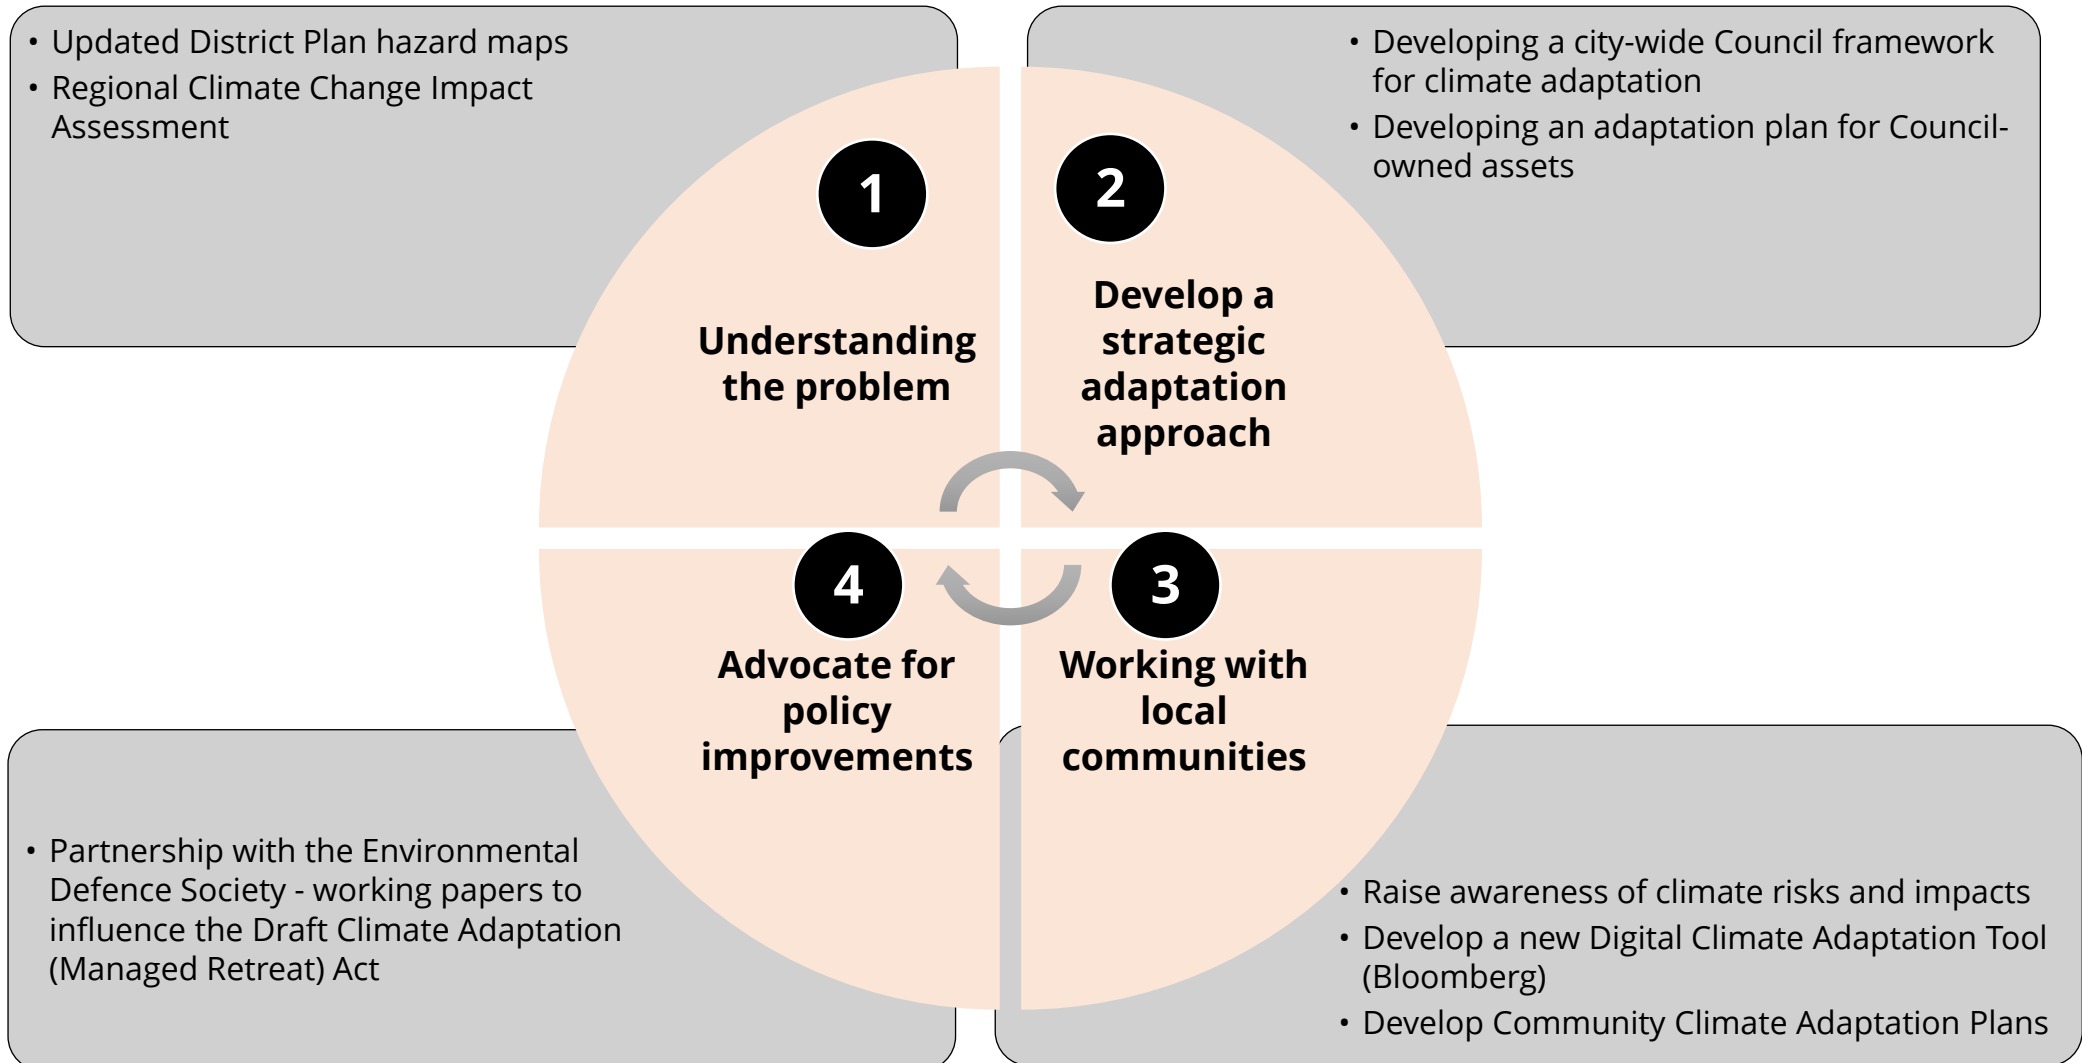 • Updated District Plan hazard maps
• Regional Climate Change Impact
Assessment
1
Understanding
the problem
• Developing a city-wide Council framework
for climate adaptation
• Developing an adaptation plan for Council-
owned assets
2
Develop a
strategic
adaptation
approach
3
Working with
local
communities
• Raise awareness of climate risks and impacts
• Develop a new Digital Climate Adaptation Tool
(Bloomberg)
• Develop Community Climate Adaptation Plans
4
Advocate for
policy
improvements
• Partnership with the Environmental
Defence Society - working papers to
influence the Draft Climate Adaptation
(Managed Retreat) Act